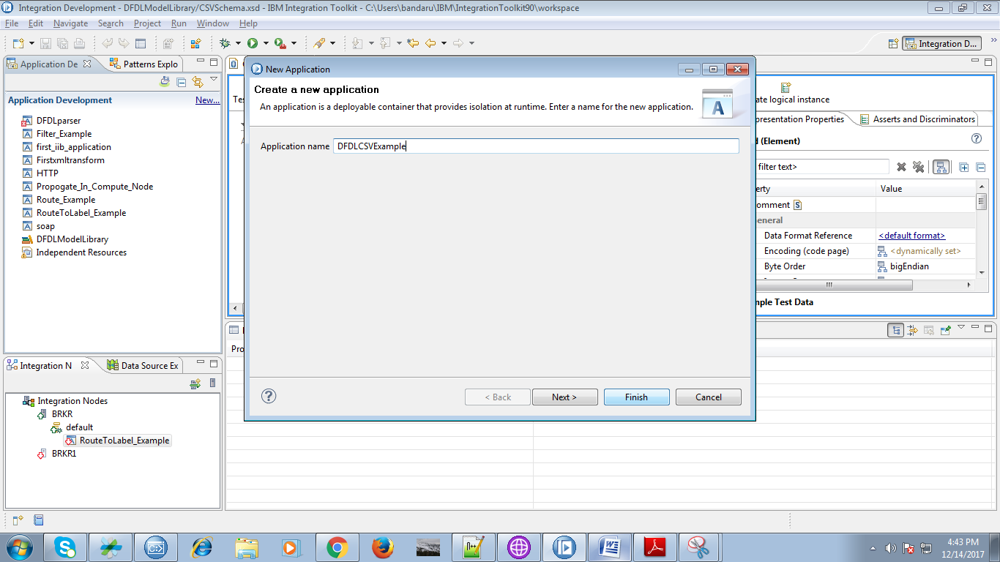 Integration Development - DFDLModelLibrary/CSVSchema.xsd - IBM Integration Toolkit - C:\Users\bandaru\IBM\IntegrationToolkit90\workspace
File Edit Navigate Search Project Run Window Help
Integration D...
Application De
Patterns Explo
Application Development
New...
DFDLparser
Filter_Example
first_iib_application
Firstxmltransform
HTTP
Propogate_In_Compute_Node
Route_Example
RouteToLabel_Example
soap
DFDLModelLibrary
Independent Resources
New Application
Create a new application
An application is a deployable container that provides isolation at runtime. Enter a name for the new application.
A
Application name DFDLCSVExample
< Back Next > Finish Cancel
Tes
ate logical instance
presentation Properties
Asserts and Discriminators
d (Element)
filter text>
erty Value
omment
eneral
Data Format Reference <default format>
Encoding (code page) <dynamically set>
Byte Order bigEndian
mple Test Data
Pro
Integration N
Data Source Ex
Integration Nodes
BRKR
default
RouteToLabel_Example
BRKR1
4:43 PM
12/14/2017